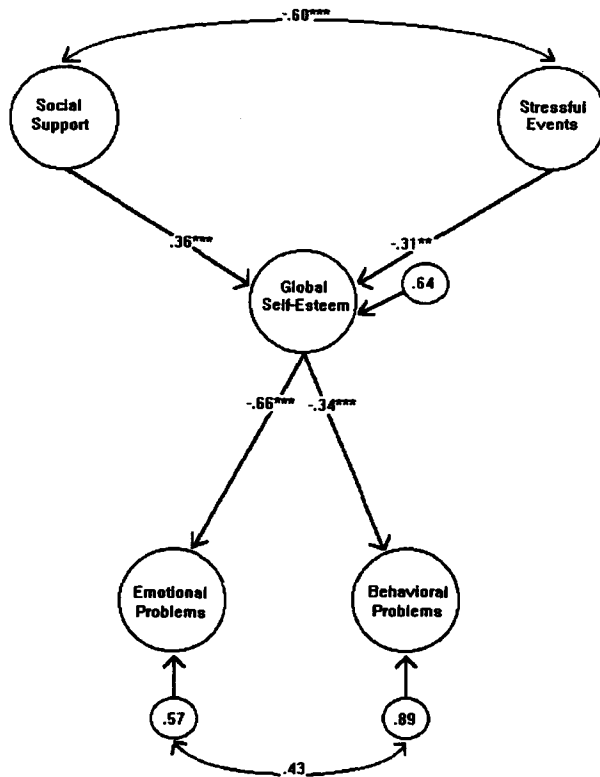 -.60***
Social
Support
Stressful
Events
.36***
-.31**
Global
Self-Esteem
.64
-.66***
-.34***
Emotional
Problems
Behavioral
Problems
.57
.89
.43